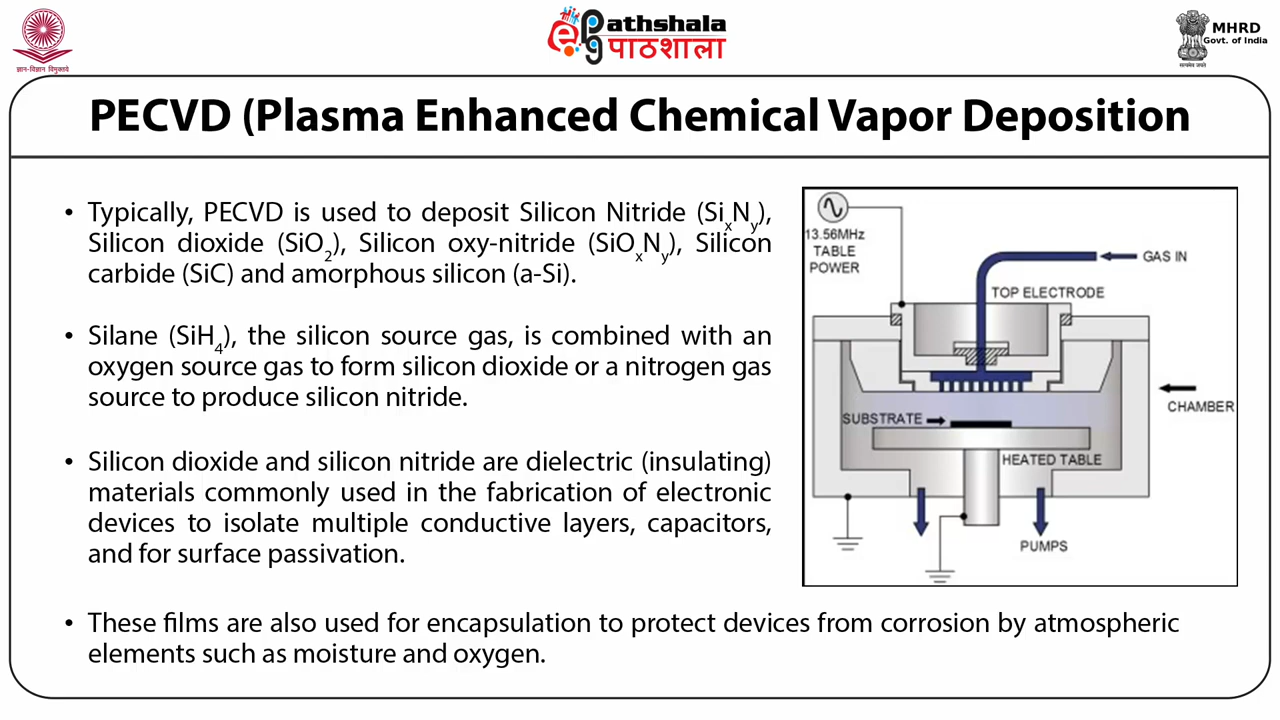 ज्ञान-विज्ञान विमुक्तये
ePathshala
पाठशाला
MHRD
Govt. of India
सत्यमेव जयते
PECVD (Plasma Enhanced Chemical Vapor Deposition
• Typically, PECVD is used to deposit Silicon Nitride (SixNy),
Silicon dioxide (SiO2), Silicon oxy-nitride (SiOxNy), Silicon
carbide (SiC) and amorphous silicon (a-Si).
• Silane (SiH4), the silicon source gas, is combined with an
oxygen source gas to form silicon dioxide or a nitrogen gas
source to produce silicon nitride.
• Silicon dioxide and silicon nitride are dielectric (insulating)
materials commonly used in the fabrication of electronic
devices to isolate multiple conductive layers, capacitors,
and for surface passivation.
• These films are also used for encapsulation to protect devices from corrosion by atmospheric
elements such as moisture and oxygen.
13.56MHz
TABLE
POWER
GAS IN
TOP ELECTRODE
CHAMBER
SUBSTRATE
HEATED TABLE
PUMPS